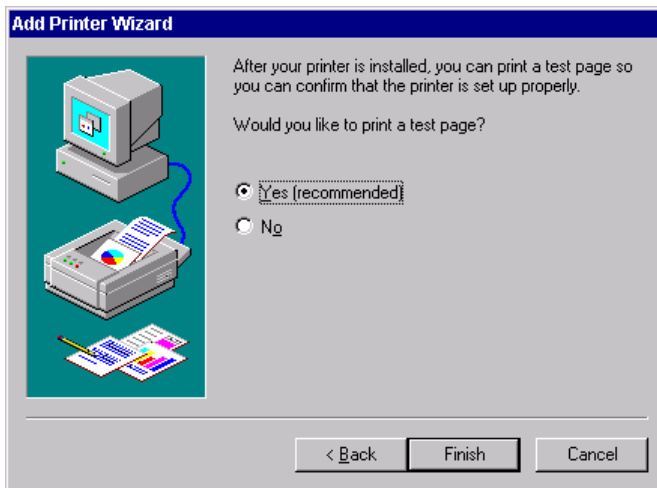 Add Printer Wizard
After your printer is installed, you can print a test page so
you can confirm that the printer is set up properly.
Would you like to print a test page?
Yes (recommended)
No
< Back
Finish
Cancel